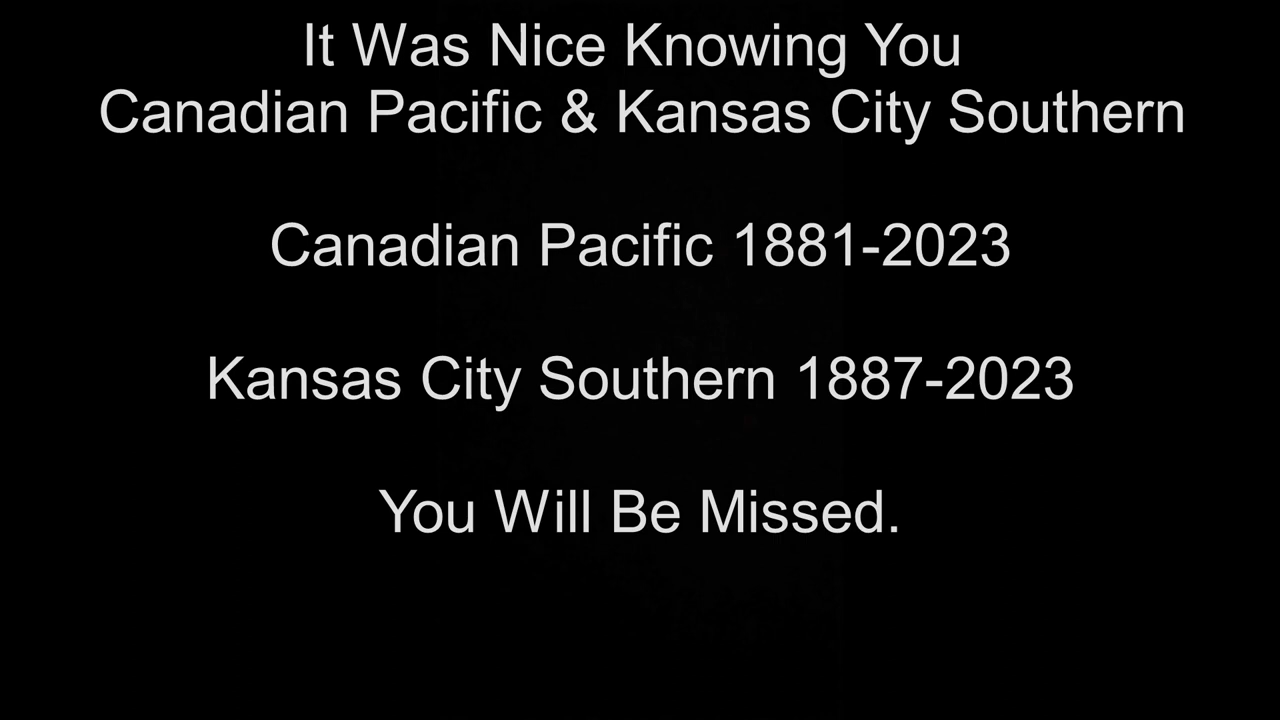 It Was Nice Knowing You
Canadian Pacific & Kansas City Southern
Canadian Pacific 1881-2023
Kansas City Southern 1887-2023
You Will Be Missed.